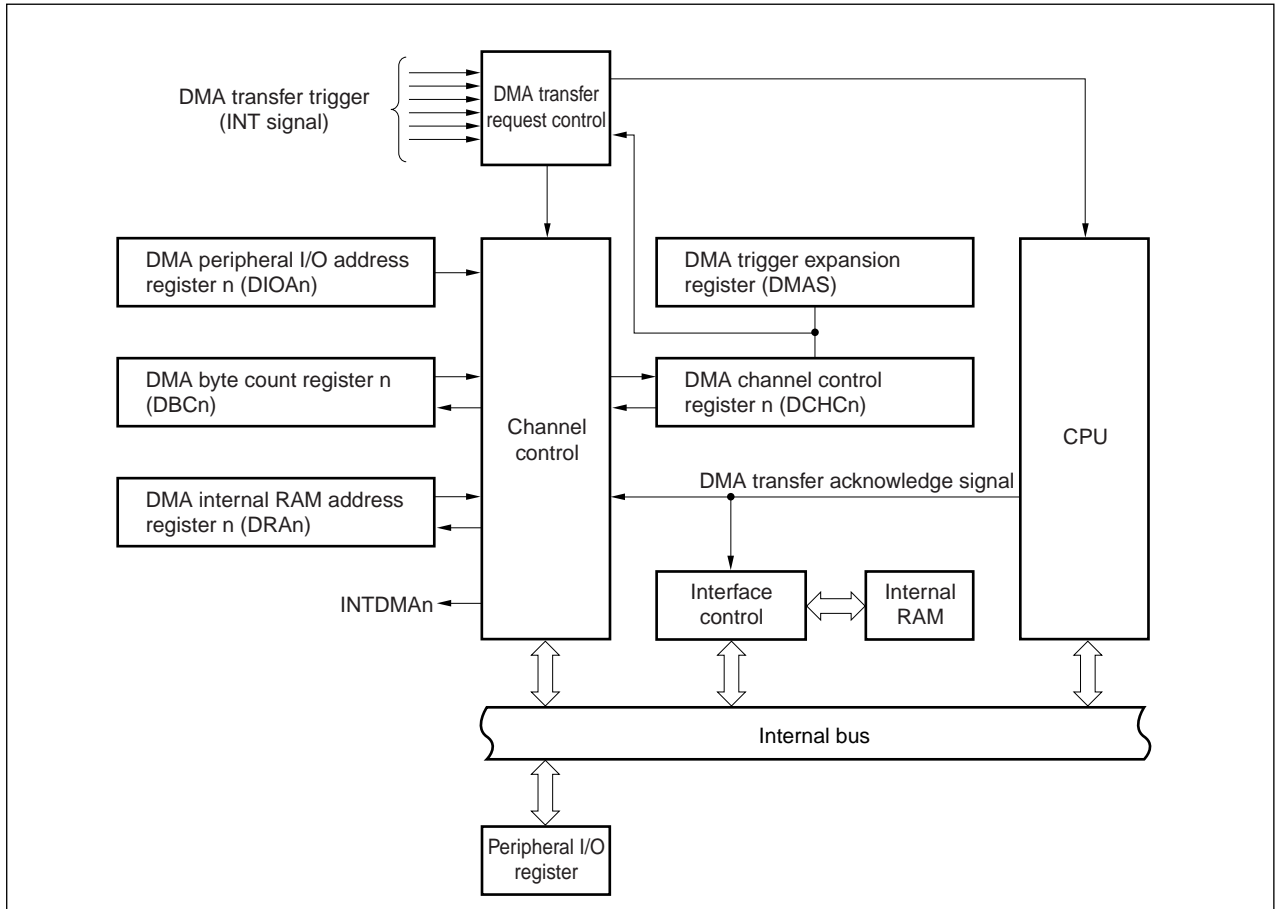 DMA transfer trigger
(INT signal)
DMA transfer
request control
DMA peripheral I/O address
register n (DIOAn)
DMA trigger expansion
register (DMAS)
DMA byte count register n
(DBCn)
DMA channel control
register n (DCHCn)
Channel
control
CPU
DMA internal RAM address
register n (DRAn)
DMA transfer acknowledge signal
INTDMAn
Interface
control
Internal
RAM
Internal bus
Peripheral I/O
register